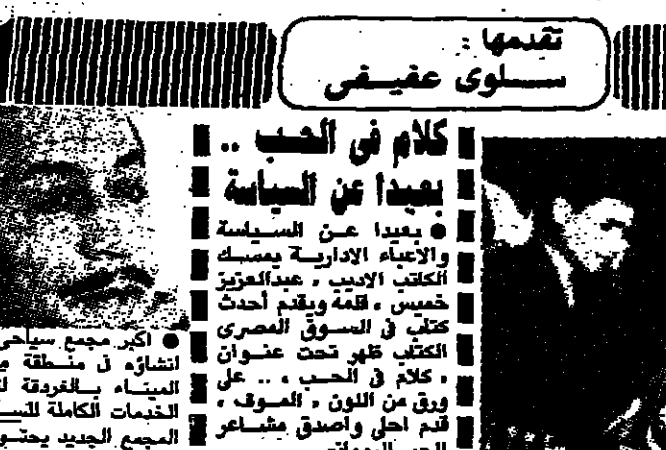 تقدمها :
سلوى عفيفى
كلام فى الحب ..
بعيدا عن السياسة
● بعيدا عن السياسة
والاعباء الادارية يمسك
الكاتب الاديب ، عبدالعزيز
خميس ، قلمه ويقدم أحدث
كتاب فى السوق المصرى
الكتاب ظهر تحت عنوان
، كلام فى الحب ، .. على
ورق من اللون ، الموف ،
قدم احلى واصدق مشاعر
● اكبر مجمع سياحى
انشاؤه فى منطقة
الميناء بالغردقة
الخدمات الكاملة
المجمع الجديد